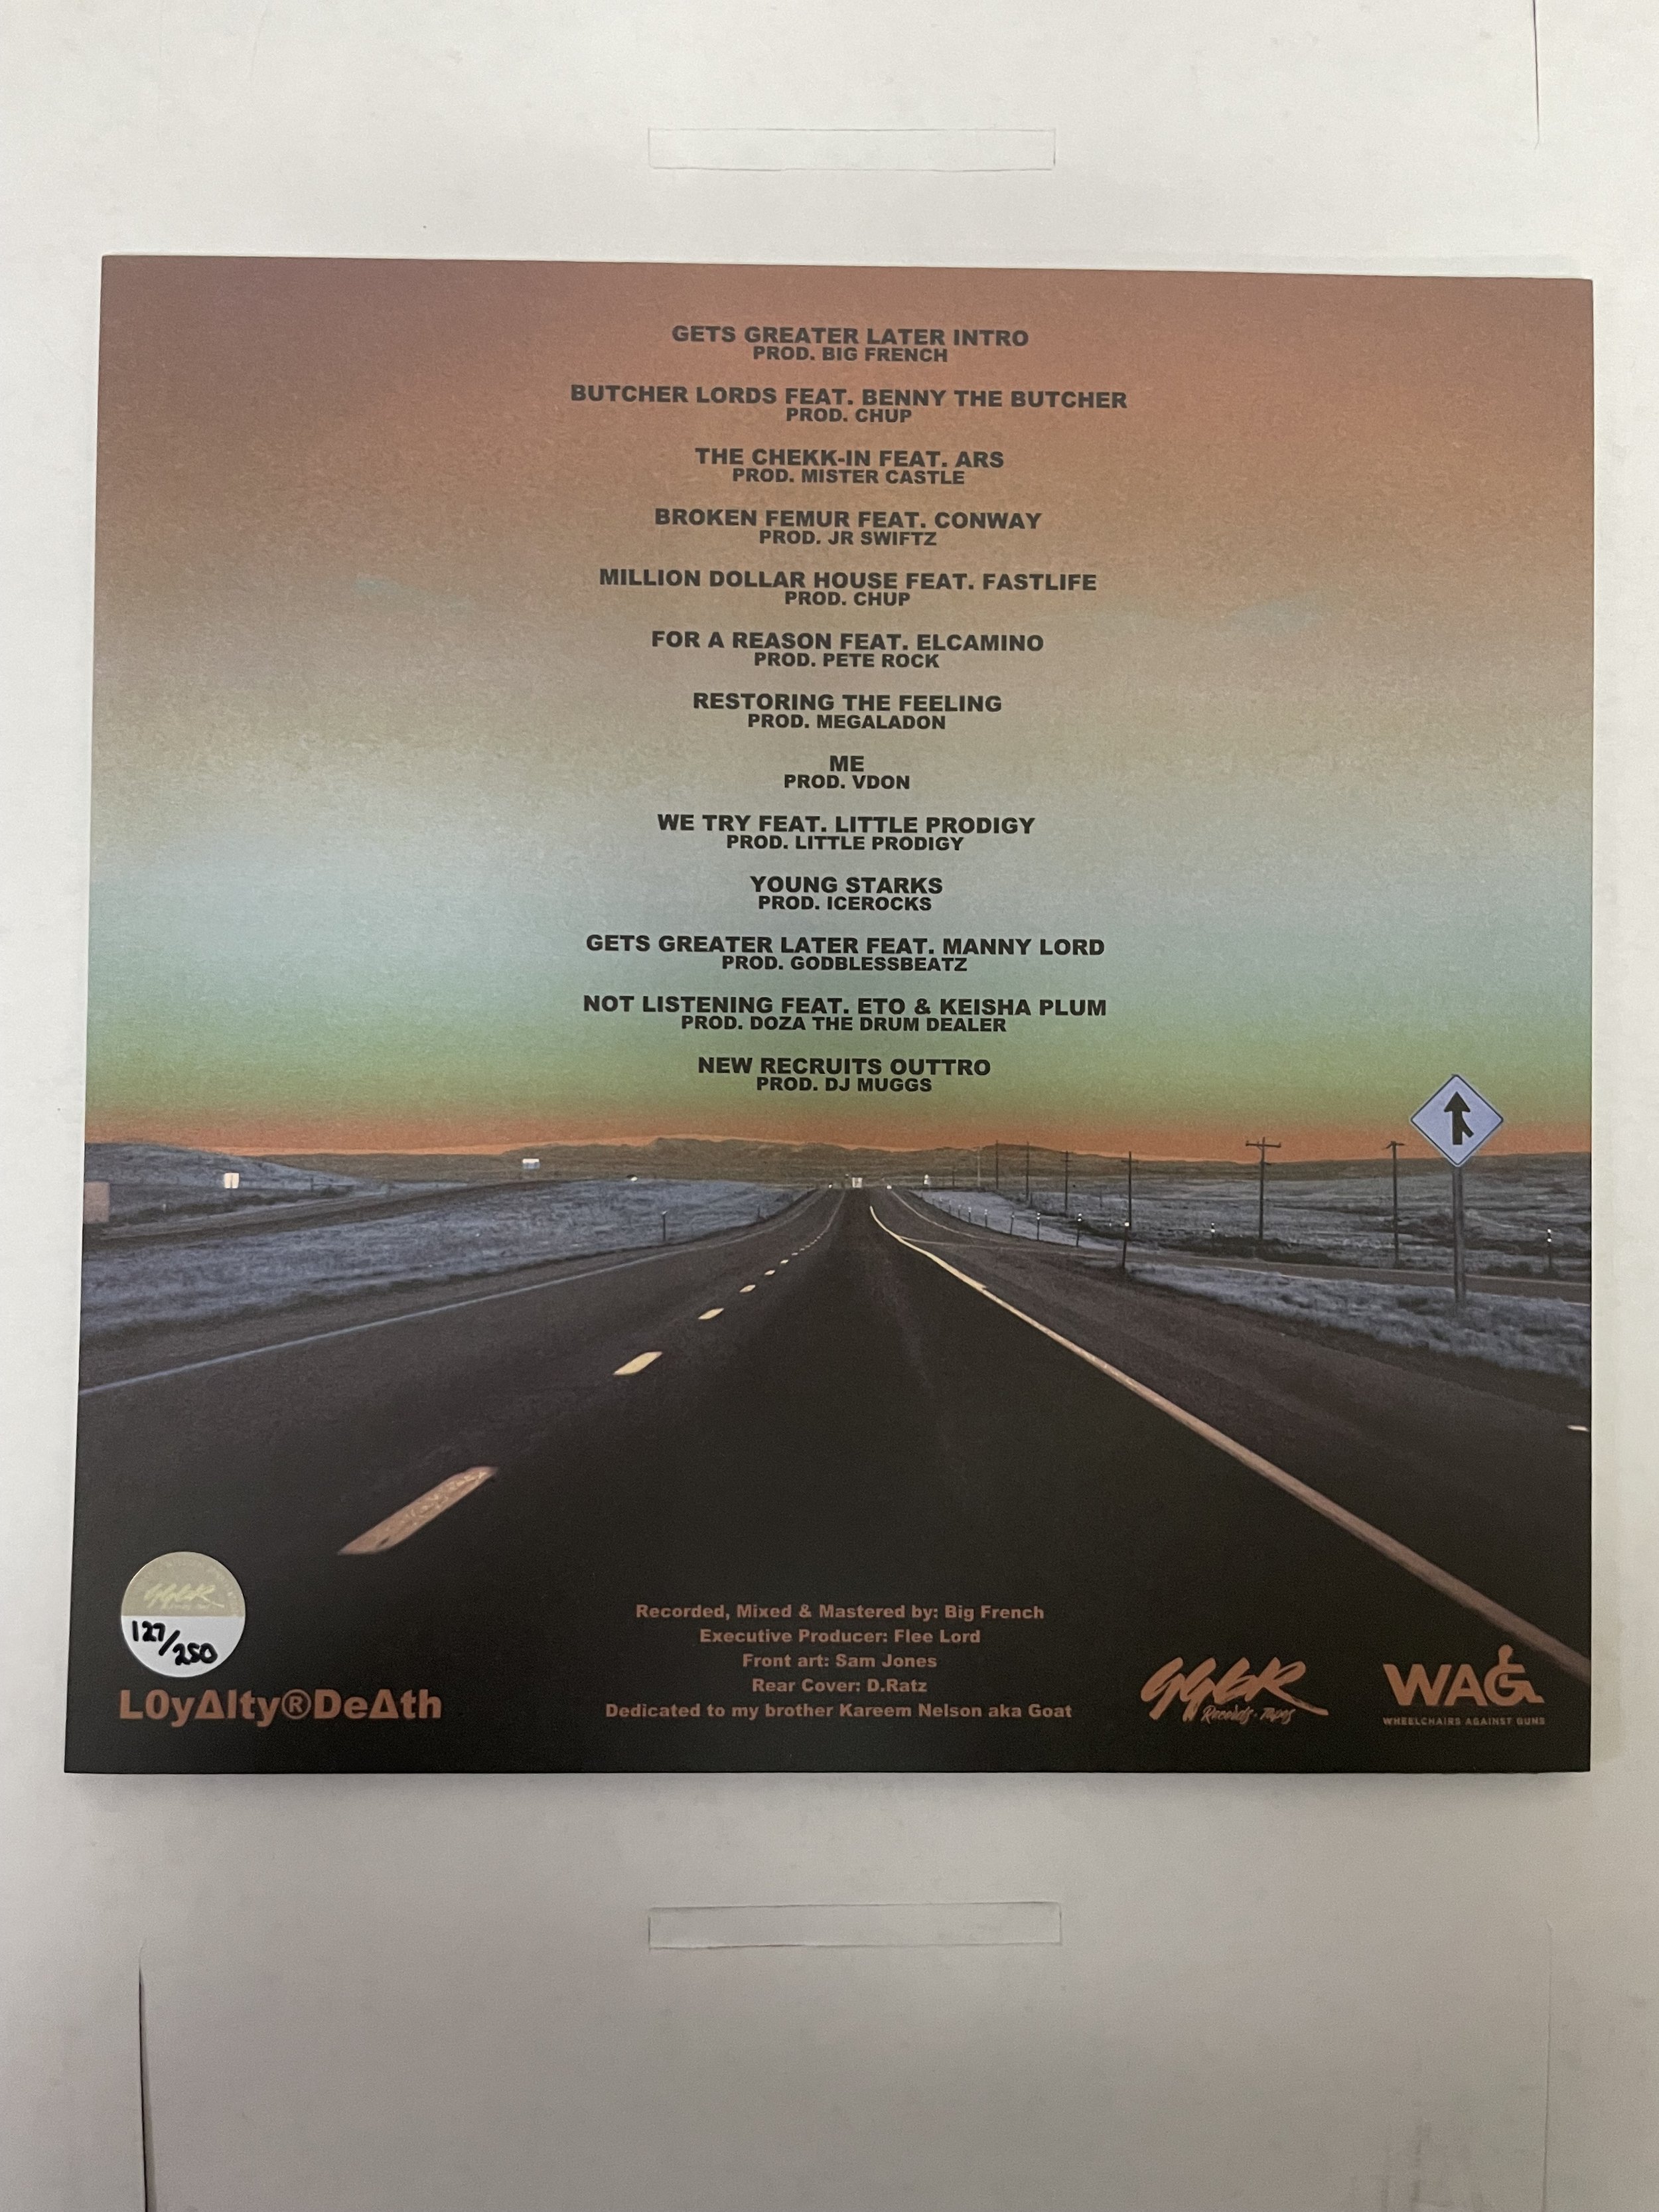 GETS GREATER LATER INTRO
PROD. BIG FRENCH
BUTCHER LORDS FEAT. BENNY THE BUTCHER
PROD. CHUP
THE CHEKK-IN FEAT. ARS
PROD. MISTER CASTLE
BROKEN FEMUR FEAT. CONWAY
PROD. JR SWIFTZ
MILLION DOLLAR HOUSE FEAT. FASTLIFE
PROD. CHUP
FOR A REASON FEAT. ELCAMINO
PROD. PETE ROCK
RESTORING THE FEELING
PROD. MEGALADON
ME
PROD. VDON
WE TRY FEAT. LITTLE PRODIGY
PROD. LITTLE PRODIGY
YOUNG STARKS
PROD. ICEROCKS
GETS GREATER LATER FEAT. MANNY LORD
PROD. GODBLESSBEATZ
NOT LISTENING FEAT. ETO & KEISHA PLUM
PROD. DOZA THE DRUM DEALER
NEW RECRUITS OUTTRO
PROD. DJ MUGGS
127/250
L0yΔlty®DeΔth
Recorded, Mixed & Mastered by: Big French
Executive Producer: Flee Lord
Front art: Sam Jones
Rear Cover: D.Ratz
Dedicated to my brother Kareem Nelson aka Goat
GGBR
Records · Tapes
WAG
WHEELCHAIRS AGAINST GUNS